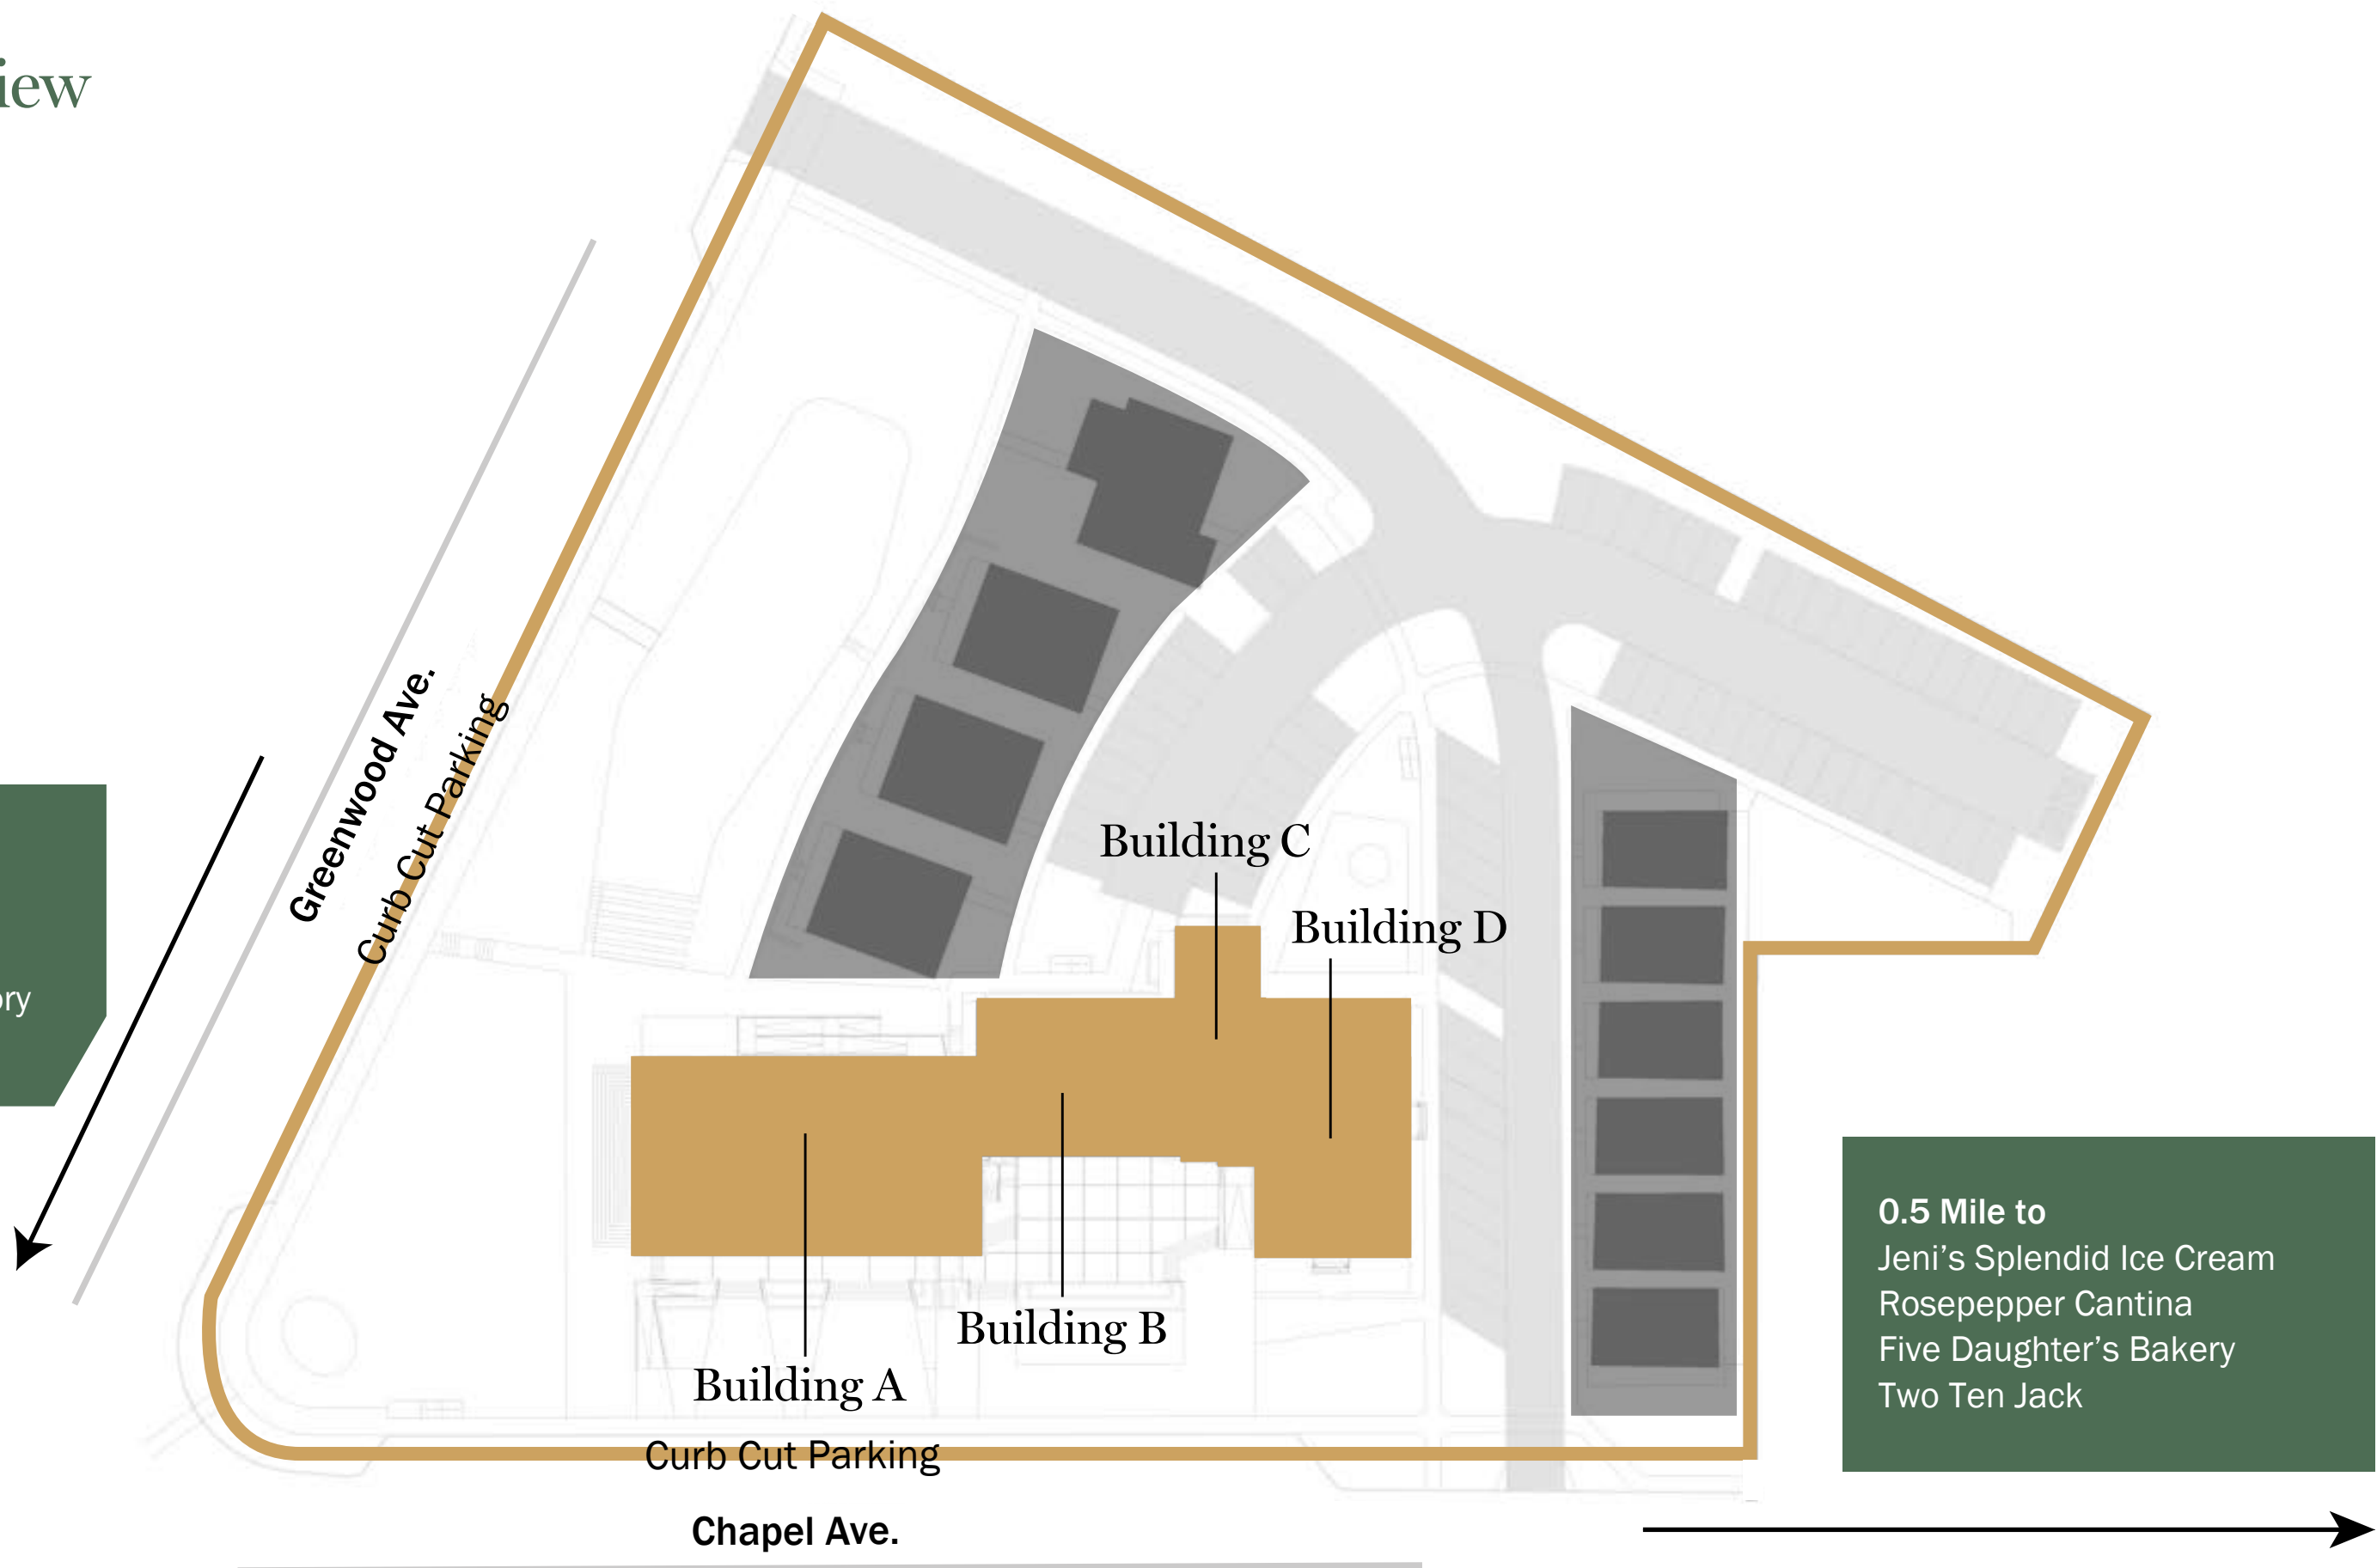 iew
Greenwood Ave.
Curb Cut Parking
ory
Building C
Building D
Building B
Building A
Curb Cut Parking
Chapel Ave.
0.5 Mile to
Jeni's Splendid Ice Cream
Rosepepper Cantina
Five Daughter's Bakery
Two Ten Jack